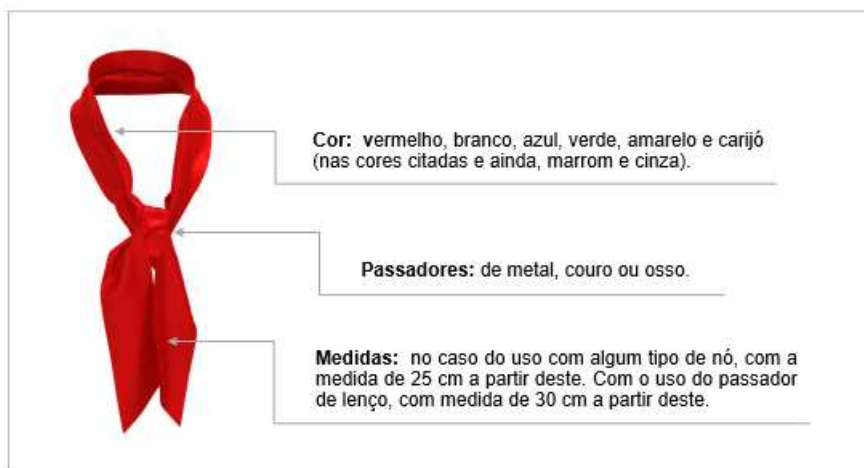 Cor: vermelho, branco, azul, verde, amarelo e carijó
(nas cores citadas e ainda, marrom e cinza).
Passadores: de metal, couro ou osso.
Medidas: no caso do uso com algum tipo de nó, com a
medida de 25 cm a partir deste. Com o uso do passador
de lenço, com medida de 30 cm a partir deste.